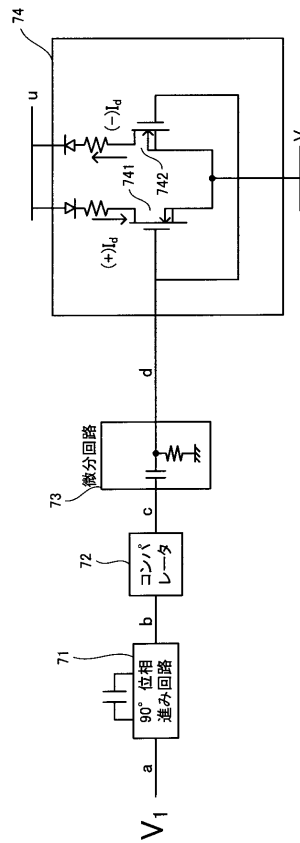 V₁
a
71
90°位相
進み回路
b
72
コンパ
レータ
c
73
微分回路
d
74
u
(+)I_d
741
(−)I_d
742
V